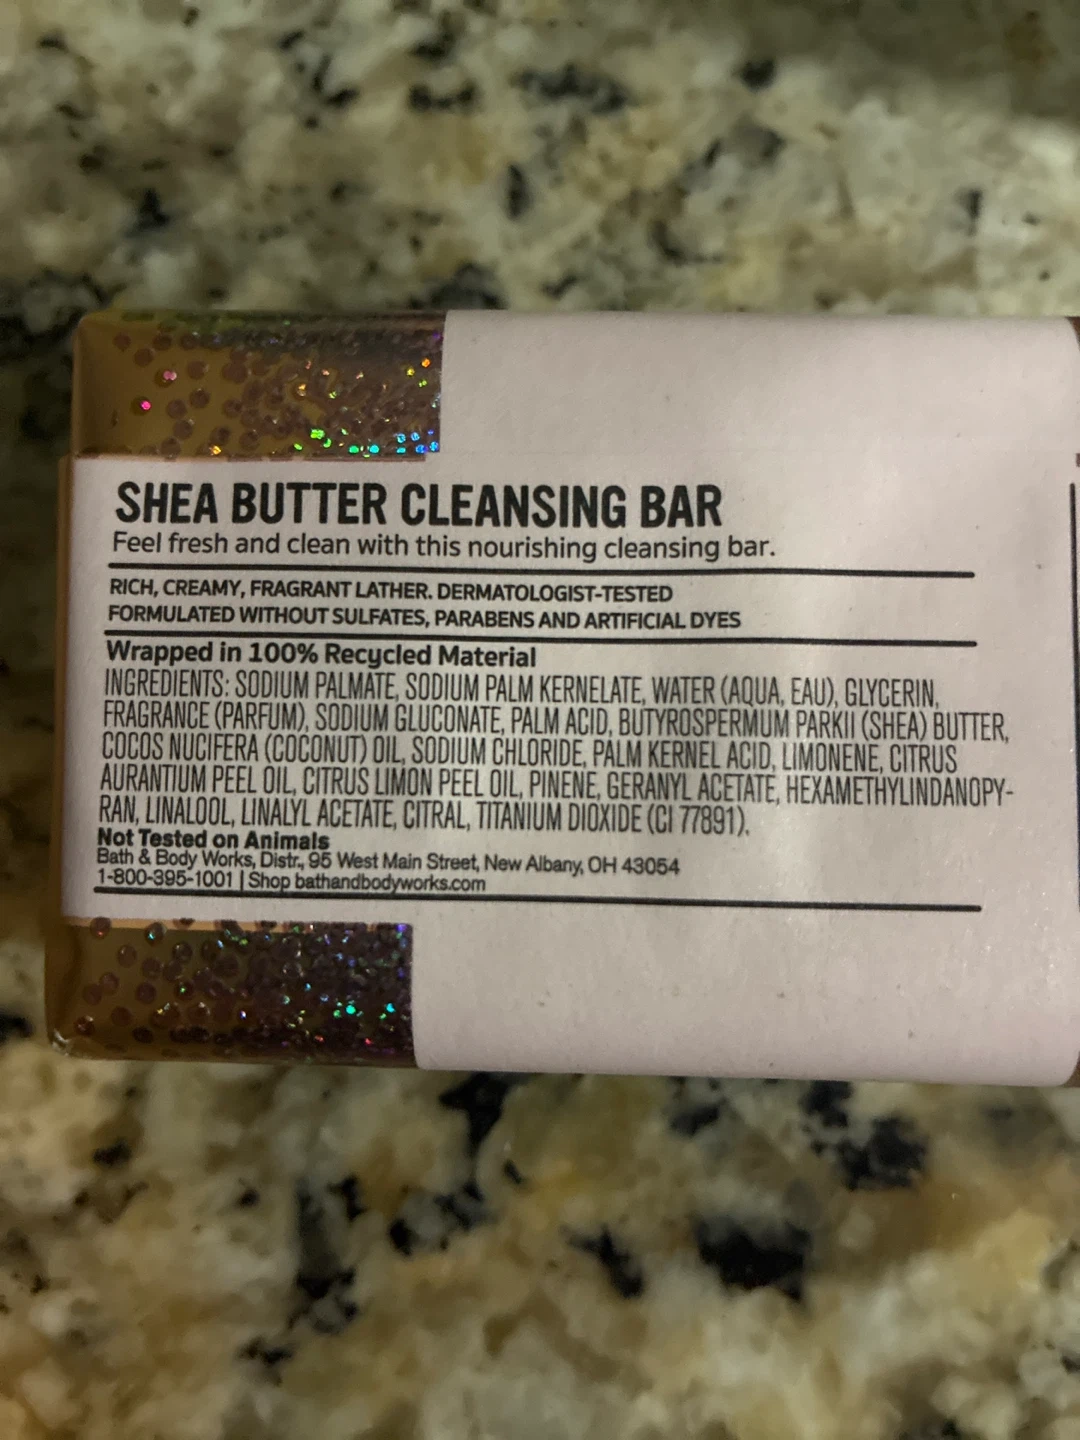 SHEA BUTTER CLEANSING BAR
Feel fresh and clean with this nourishing cleansing bar.
RICH, CREAMY, FRAGRANT LATHER. DERMATOLOGIST-TESTED
FORMULATED WITHOUT SULFATES, PARABENS AND ARTIFICIAL DYES
Wrapped in 100% Recycled Material
INGREDIENTS: SODIUM PALMATE, SODIUM PALM KERNELATE, WATER (AQUA, EAU), GLYCERIN,
FRAGRANCE (PARFUM), SODIUM GLUCONATE, PALM ACID, BUTYROSPERMUM PARKII (SHEA) BUTTER,
COCOS NUCIFERA (COCONUT) OIL, SODIUM CHLORIDE, PALM KERNEL ACID, LIMONENE, CITRUS
AURANTIUM PEEL OIL, CITRUS LIMON PEEL OIL, PINENE, GERANYL ACETATE, HEXAMETHYLINDANOPY-
RAN, LINALOOL, LINALYL ACETATE, CITRAL, TITANIUM DIOXIDE (CI 77891).
Not Tested on Animals
Bath & Body Works, Distr., 95 West Main Street, New Albany, OH 43054
1-800-395-1001 | Shop bathandbodyworks.com